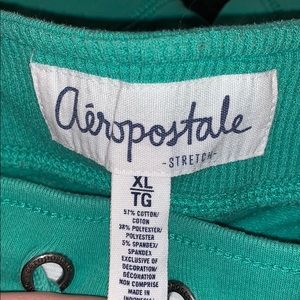 aéropostale
-STRETCH-
XL
TG
57% COTTON/
COTON
38% POLYESTER/
POLYESTER
5% SPANDEX/
SPANDEX
EXCLUSIVE OF
DECORATION/
DÉCORATION
NON COMPRISE
MADE IN